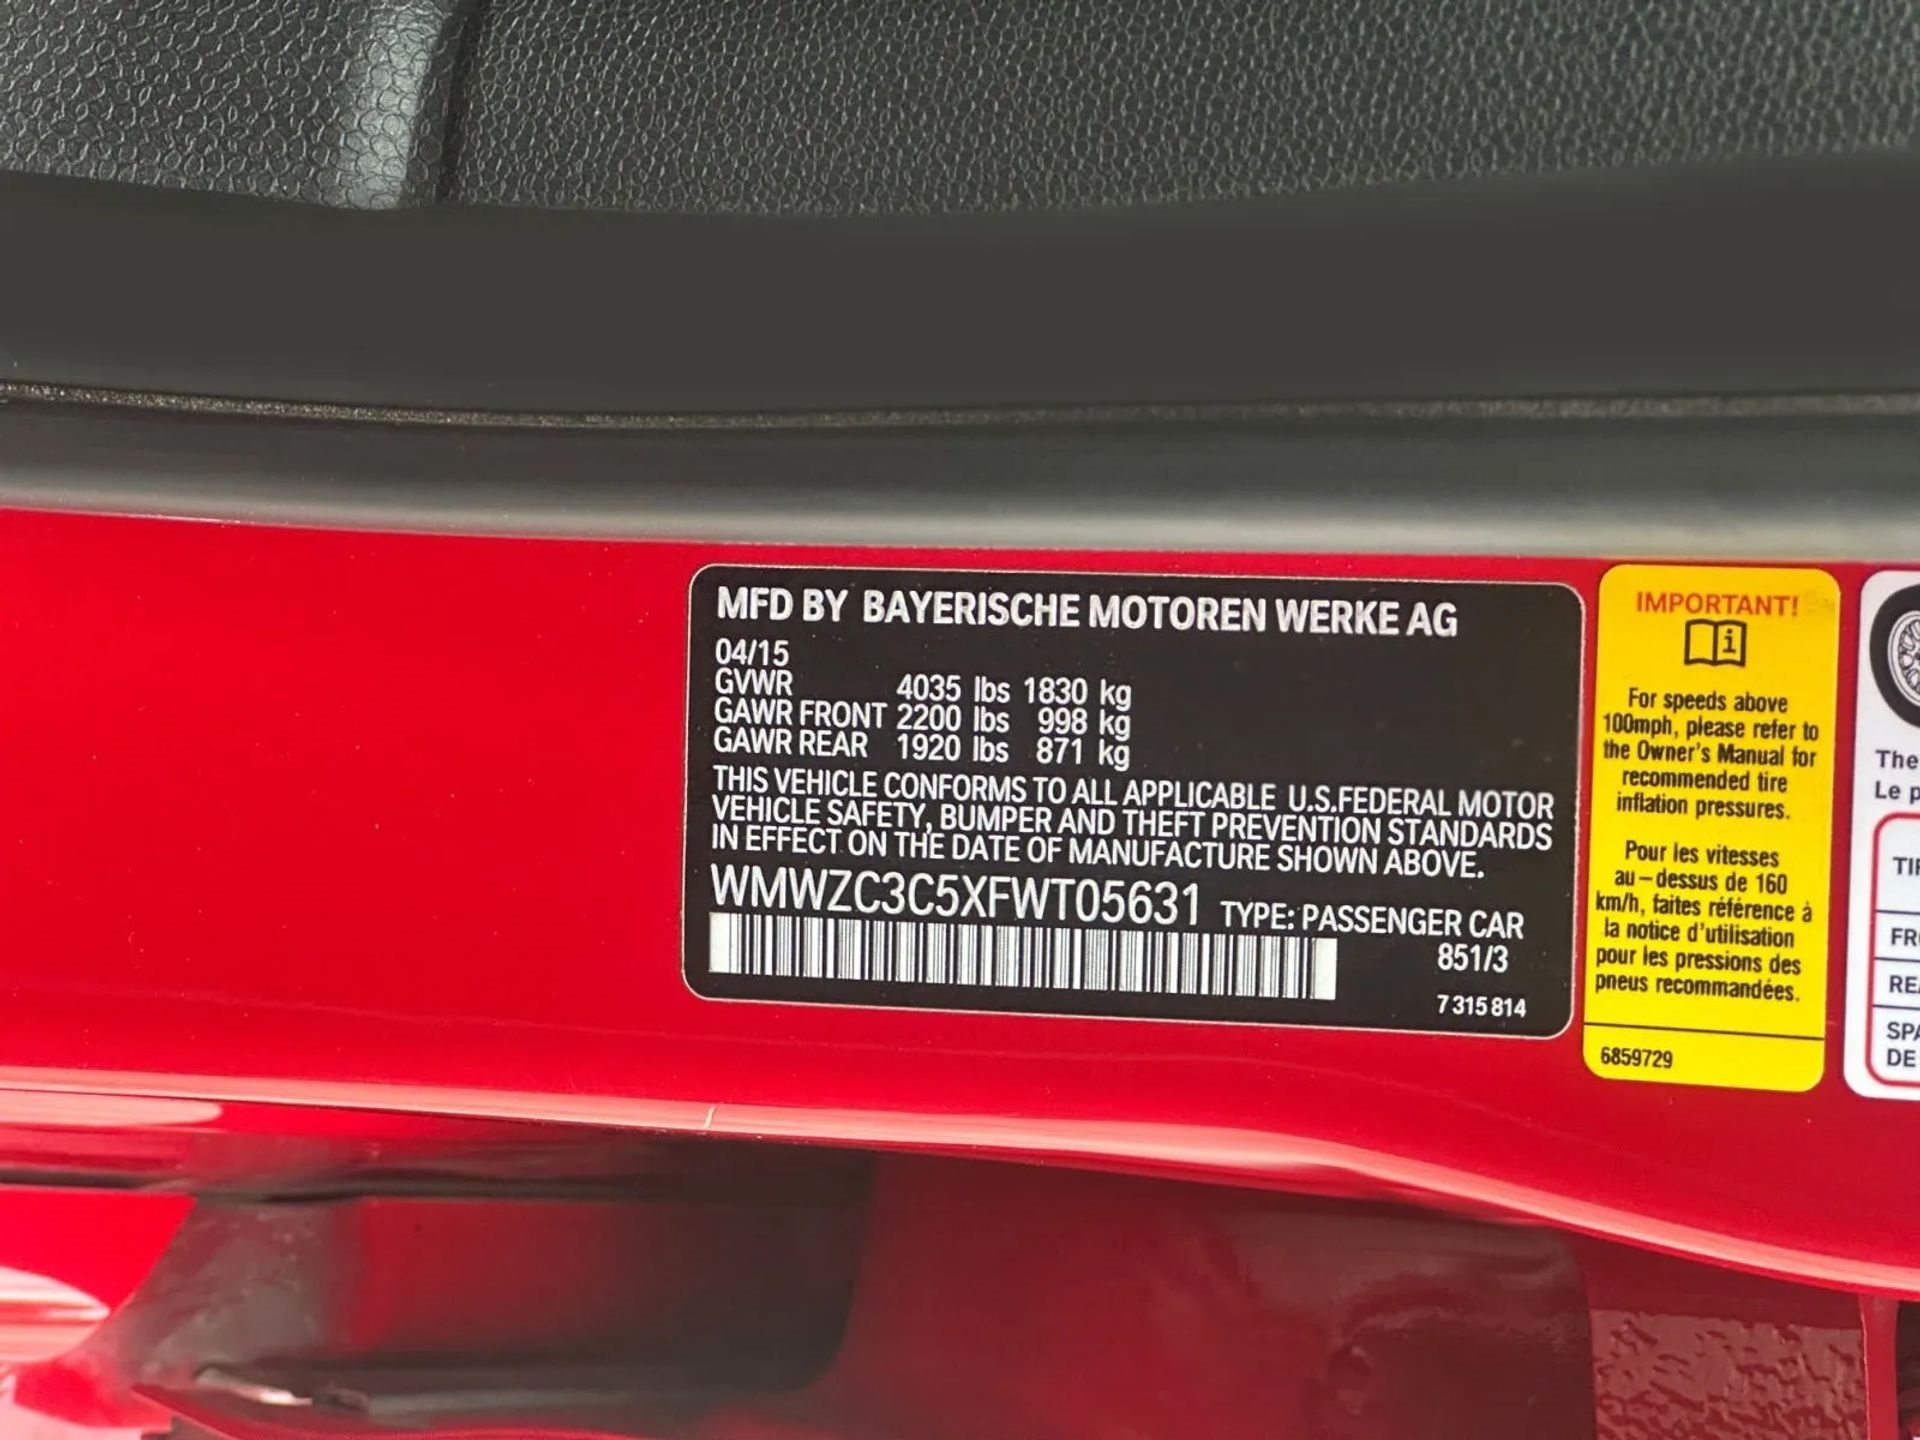 MFD BY BAYERISCHE MOTOREN WERKE AG
04/15
GVWR 4035 lbs 1830 kg
GAWR FRONT 2200 lbs 998 kg
GAWR REAR 1920 lbs 871 kg
THIS VEHICLE CONFORMS TO ALL APPLICABLE U.S.FEDERAL MOTOR
VEHICLE SAFETY, BUMPER AND THEFT PREVENTION STANDARDS
IN EFFECT ON THE DATE OF MANUFACTURE SHOWN ABOVE.
WMWZC3C5XFWT05631 TYPE: PASSENGER CAR
851/3
7 315 814
IMPORTANT!
i
For speeds above
100mph, please refer to
the Owner's Manual for
recommended tire
inflation pressures.
Pour les vitesses
au-dessus de 160
km/h, faites référence à
la notice d'utilisation
pour les pressions des
pneus recommandées.
6859729
The
Le
DE